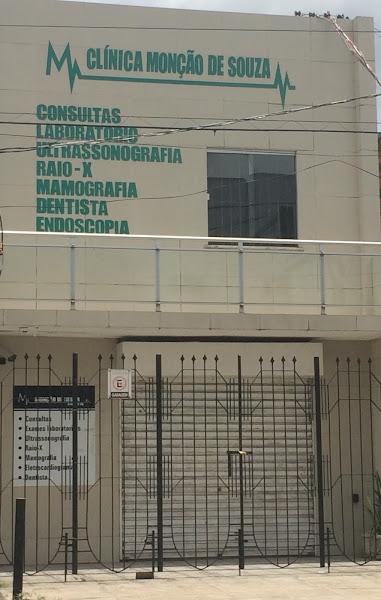 CLÍNICA MONÇÃO DE SOUZA
CONSULTAS
LABORATÓRIO
ULTRASSONOGRAFIA
RAIO-X
MAMOGRAFIA
DENTISTA
ENDOSCOPIA
E
• Consultas
• Exames laboratoriais
• Ultrassonografia
• Raio-X
• Mamografia
• Eletrocardiograma
• Dentista